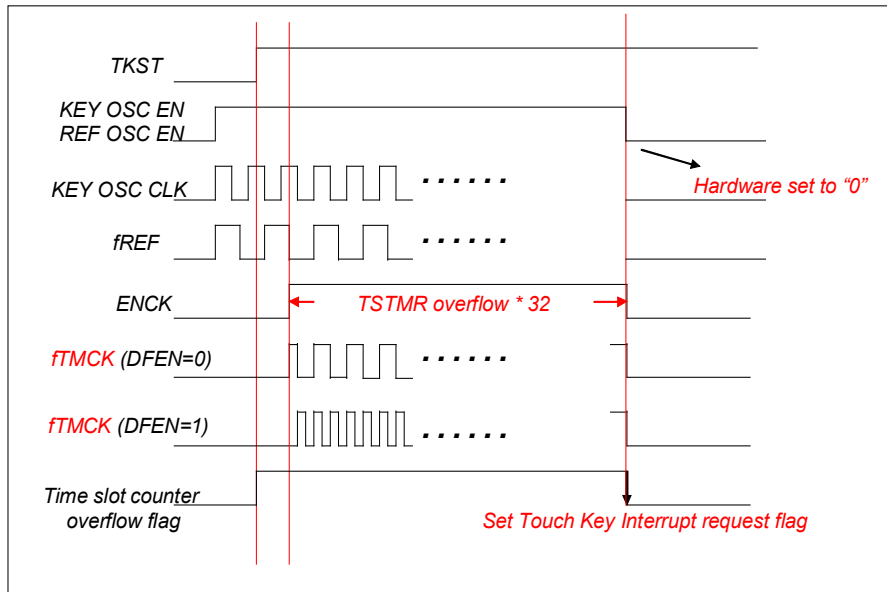 TKST
KEY OSC EN
REF OSC EN
KEY OSC CLK
Hardware set to “0”
fREF
ENCK
TSTMR overflow * 32
fTMCK (DFEN=0)
fTMCK (DFEN=1)
Time slot counter
overflow flag
Set Touch Key Interrupt request flag